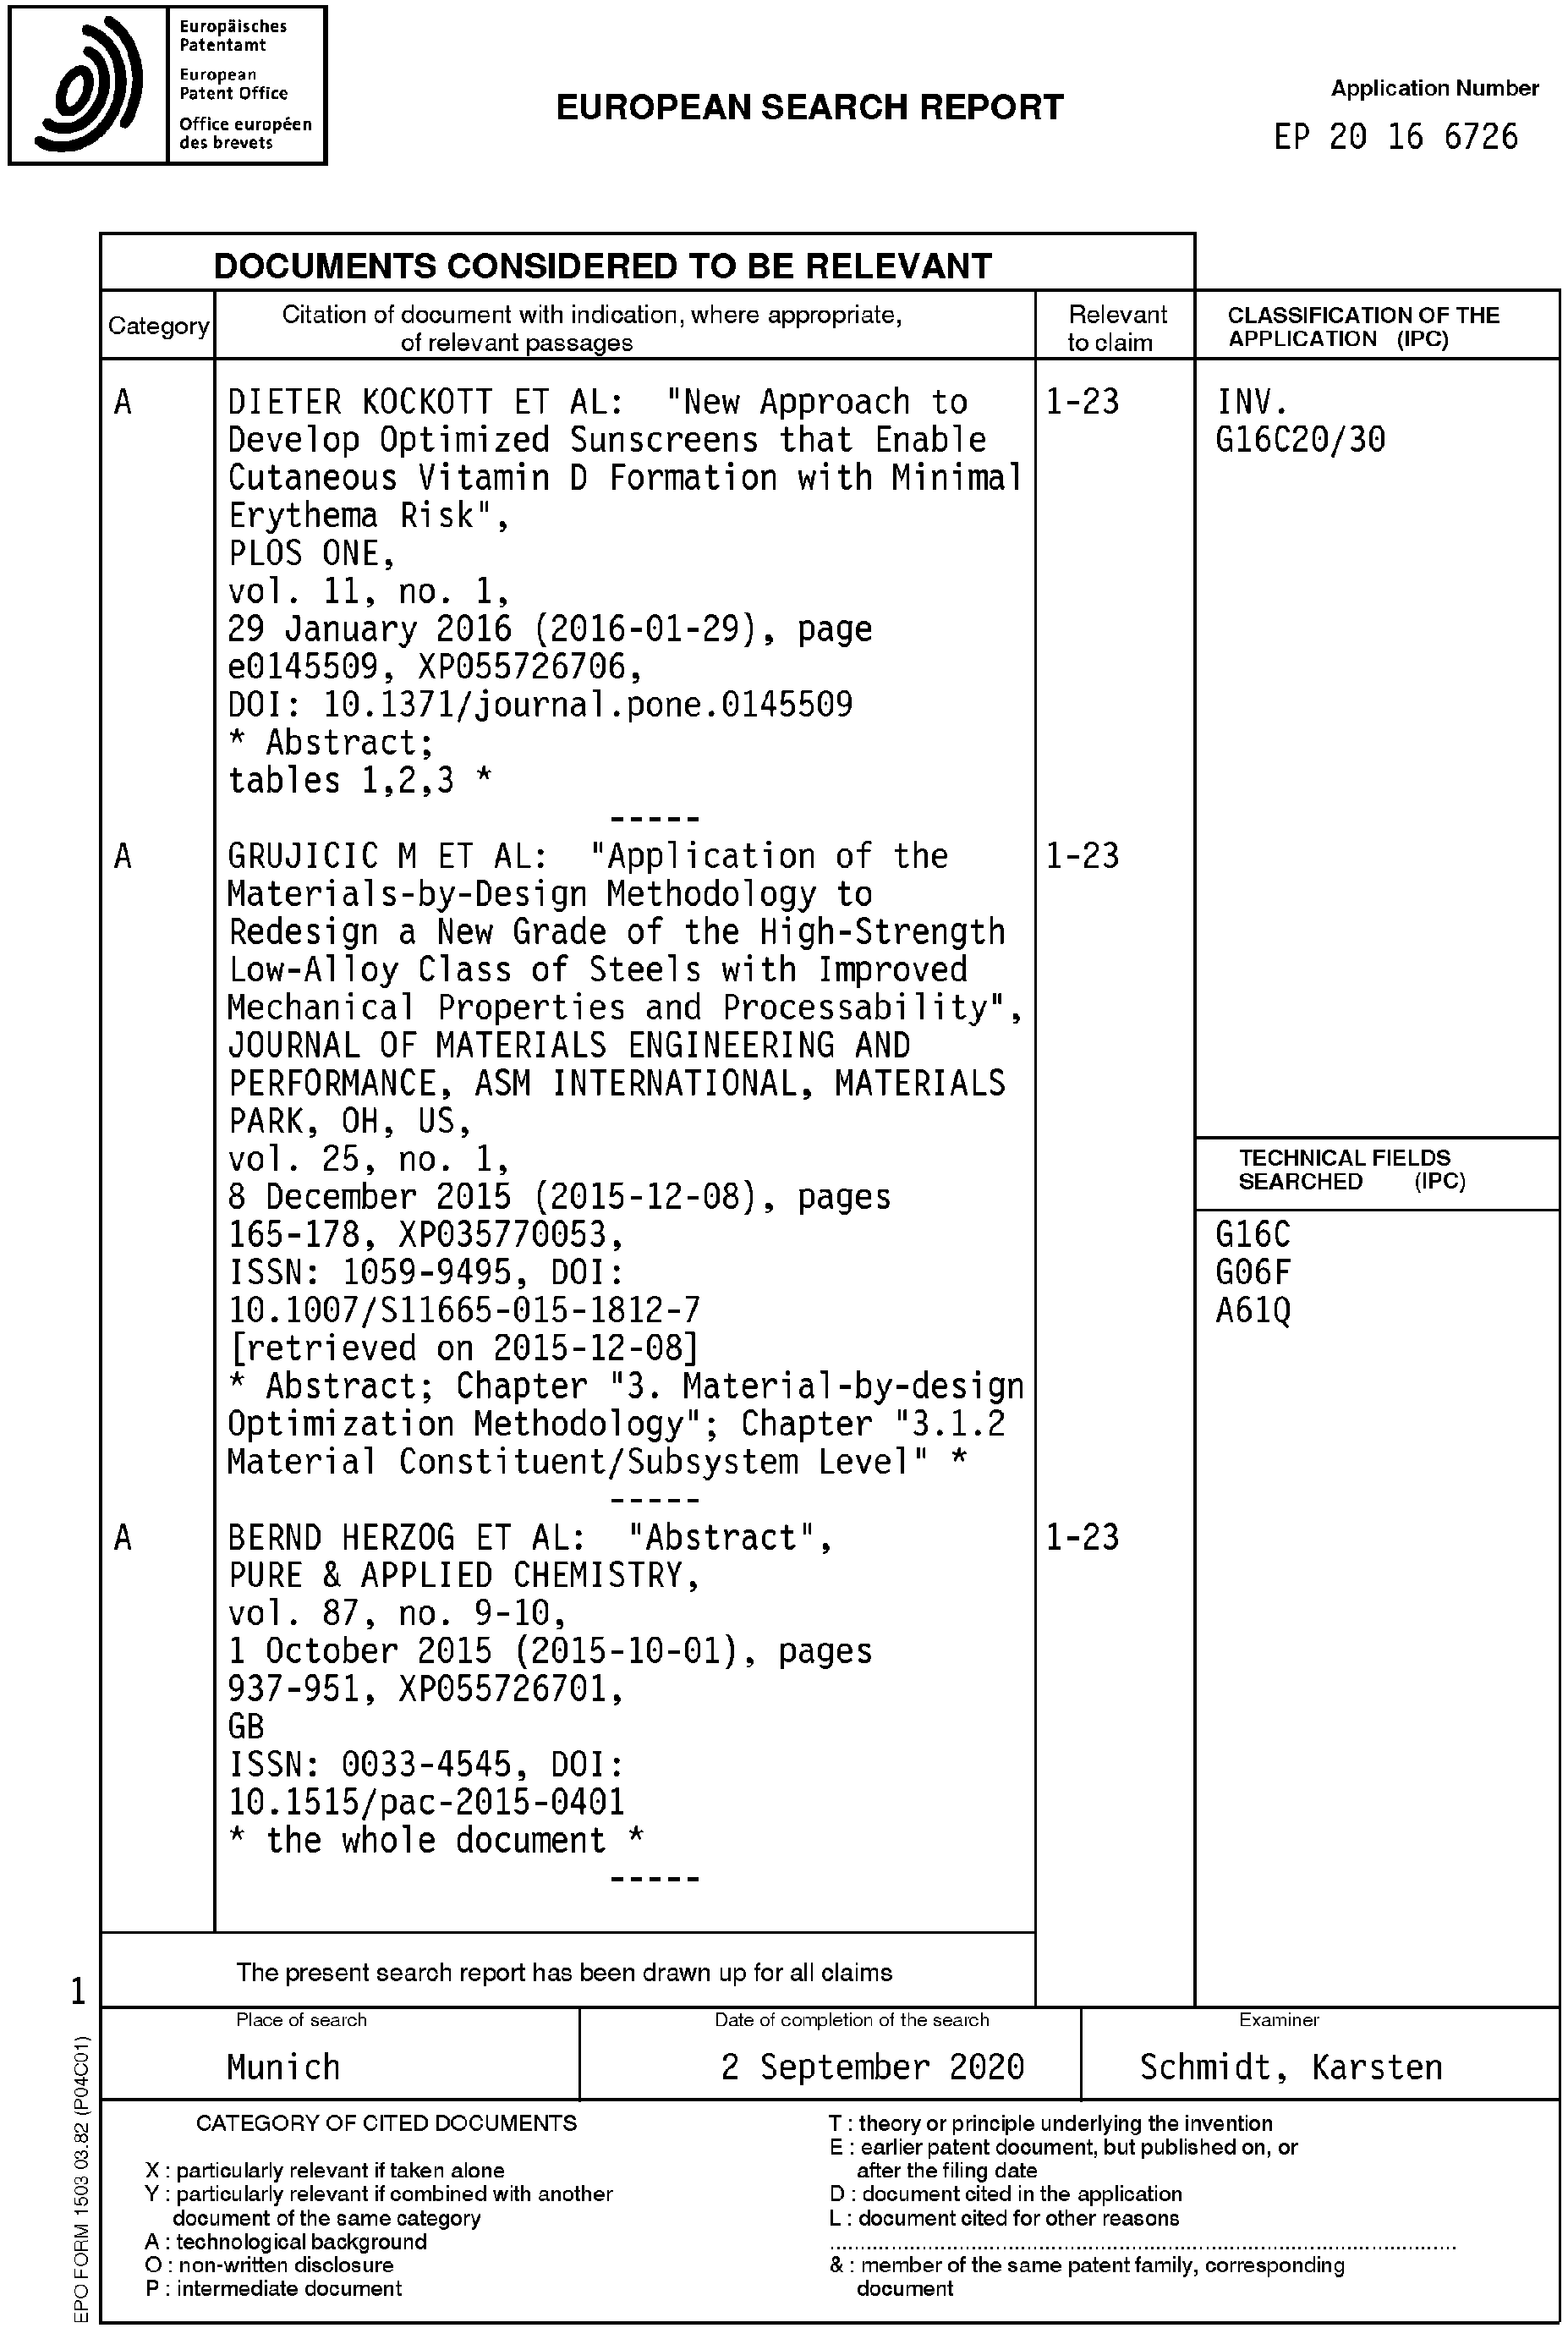 Europäisches
Patentamt
European
Patent Office
Office européen
des brevets
EUROPEAN SEARCH REPORT
Application Number
EP 20 16 6726
DOCUMENTS CONSIDERED TO BE RELEVANT
Category
Citation of document with indication, where appropriate,
of relevant passages
Relevant
to claim
CLASSIFICATION OF THE
APPLICATION (IPC)
A
DIETER KOCKOTT ET AL: "New Approach to
Develop Optimized Sunscreens that Enable
Cutaneous Vitamin D Formation with Minimal
Erythema Risk",
PLOS ONE,
vol. 11, no. 1,
29 January 2016 (2016-01-29), page
e0145509, XP055726706,
DOI: 10.1371/journal.pone.0145509
* Abstract;
tables 1,2,3 *
-----
1-23
INV.
G16C20/30
A
GRUJICIC M ET AL: "Application of the
Materials-by-Design Methodology to
Redesign a New Grade of the High-Strength
Low-Alloy Class of Steels with Improved
Mechanical Properties and Processability",
JOURNAL OF MATERIALS ENGINEERING AND
PERFORMANCE, ASM INTERNATIONAL, MATERIALS
PARK, OH, US,
vol. 25, no. 1,
8 December 2015 (2015-12-08), pages
165-178, XP035770053,
ISSN: 1059-9495, DOI:
10.1007/S11665-015-1812-7
[retrieved on 2015-12-08]
* Abstract; Chapter "3. Material-by-design
Optimization Methodology"; Chapter "3.1.2
Material Constituent/Subsystem Level" *
-----
1-23
TECHNICAL FIELDS
SEARCHED (IPC)
G16C
G06F
A61Q
A
BERND HERZOG ET AL: "Abstract",
PURE & APPLIED CHEMISTRY,
vol. 87, no. 9-10,
1 October 2015 (2015-10-01), pages
937-951, XP055726701,
GB
ISSN: 0033-4545, DOI:
10.1515/pac-2015-0401
* the whole document *
-----
1-23
The present search report has been drawn up for all claims
1
Place of search
Munich
Date of completion of the search
2 September 2020
Examiner
Schmidt, Karsten
CATEGORY OF CITED DOCUMENTS
X : particularly relevant if taken alone
Y : particularly relevant if combined with another
document of the same category
A : technological background
O : non-written disclosure
P : intermediate document
T : theory or principle underlying the invention
E : earlier patent document, but published on, or
after the filing date
D : document cited in the application
L : document cited for other reasons
& : member of the same patent family, corresponding
document
EPO FORM 1503 03.82 (P04C01)